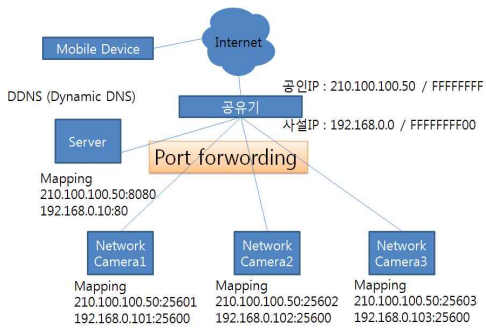 Internet
Mobile Device
공인IP : 210.100.100.50 / FFFFFFFF
DDNS (Dynamic DNS)
공유기
사설IP : 192.168.0.0 / FFFFFFFF00
Server
Port forwording
Mapping
210.100.100.50:8080
192.168.0.10:80
Network
Camera1
Network
Camera2
Network
Camera3
Mapping
210.100.100.50:25601
192.168.0.101:25600
Mapping
210.100.100.50:25602
192.168.0.102:25600
Mapping
210.100.100.50:25603
192.168.0.103:25600